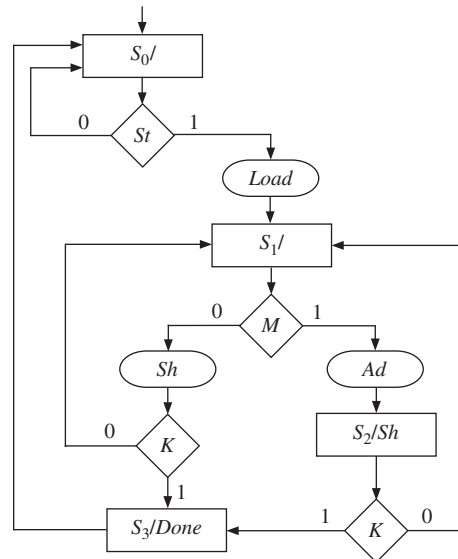 S₀/
0 St 1
Load
S₁/
0 M 1
Sh Ad
0 K S₂/Sh
1
S₃/Done 1 K 0